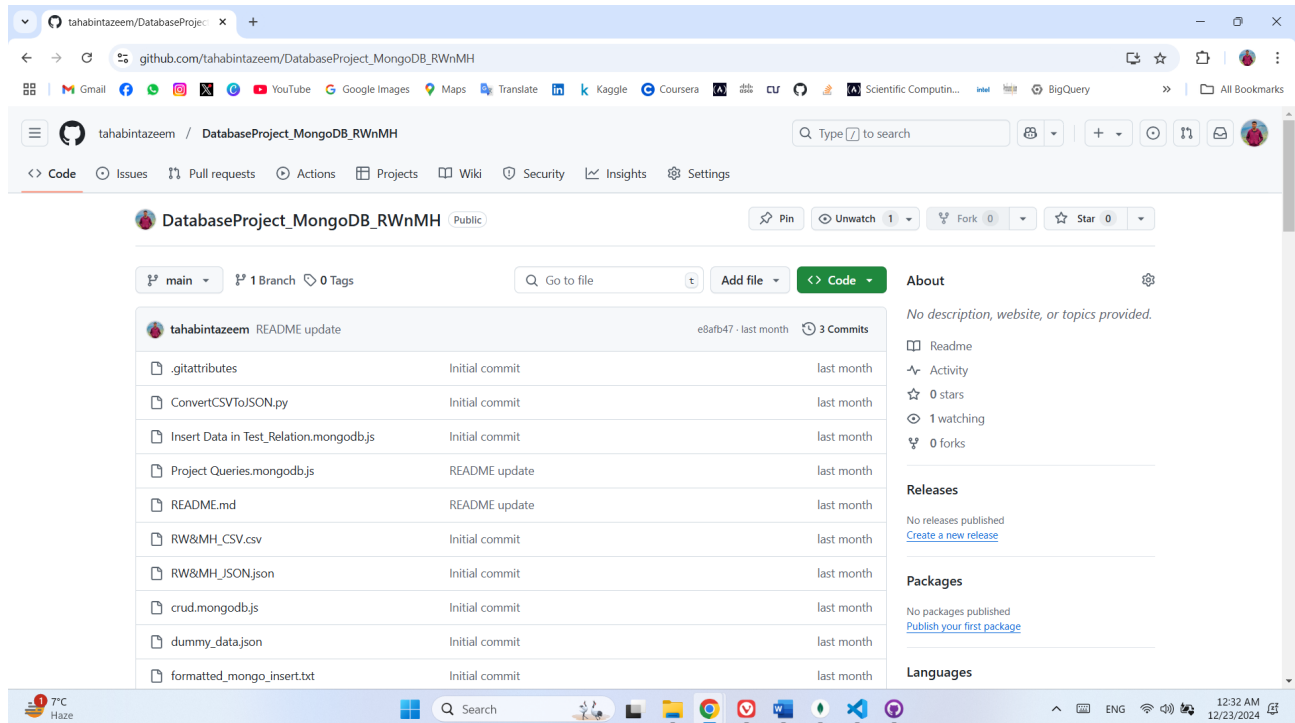 tahabintazeem/DatabaseProjec
github.com/tahabintazeem/DatabaseProject_MongoDB_RWnMH
Gmail YouTube Google Images Maps Translate Kaggle Coursera Scientific Computin... BigQuery » All Bookmarks
tahabintazeem / DatabaseProject_MongoDB_RWnMH Type / to search
<> Code Issues Pull requests Actions Projects Wiki Security Insights Settings
DatabaseProject_MongoDB_RWnMH Public Pin Unwatch 1 Fork 0 Star 0
main 1 Branch 0 Tags Go to file t Add file <> Code
About
No description, website, or topics provided.
Readme
Activity
0 stars
1 watching
0 forks
Releases
No releases published
Create a new release
Packages
No packages published
Publish your first package
Languages
tahabintazeem README update e8afb47 · last month 3 Commits
.gitattributes Initial commit last month
ConvertCSVToJSON.py Initial commit last month
Insert Data in Test_Relation.mongodb.js Initial commit last month
Project Queries.mongodb.js README update last month
README.md README update last month
RW&MH_CSV.csv Initial commit last month
RW&MH_JSON.json Initial commit last month
crud.mongodb.js Initial commit last month
dummy_data.json Initial commit last month
formatted_mongo_insert.txt Initial commit last month
1 7°C
Haze
Search
ENG
12:32 AM
12/23/2024